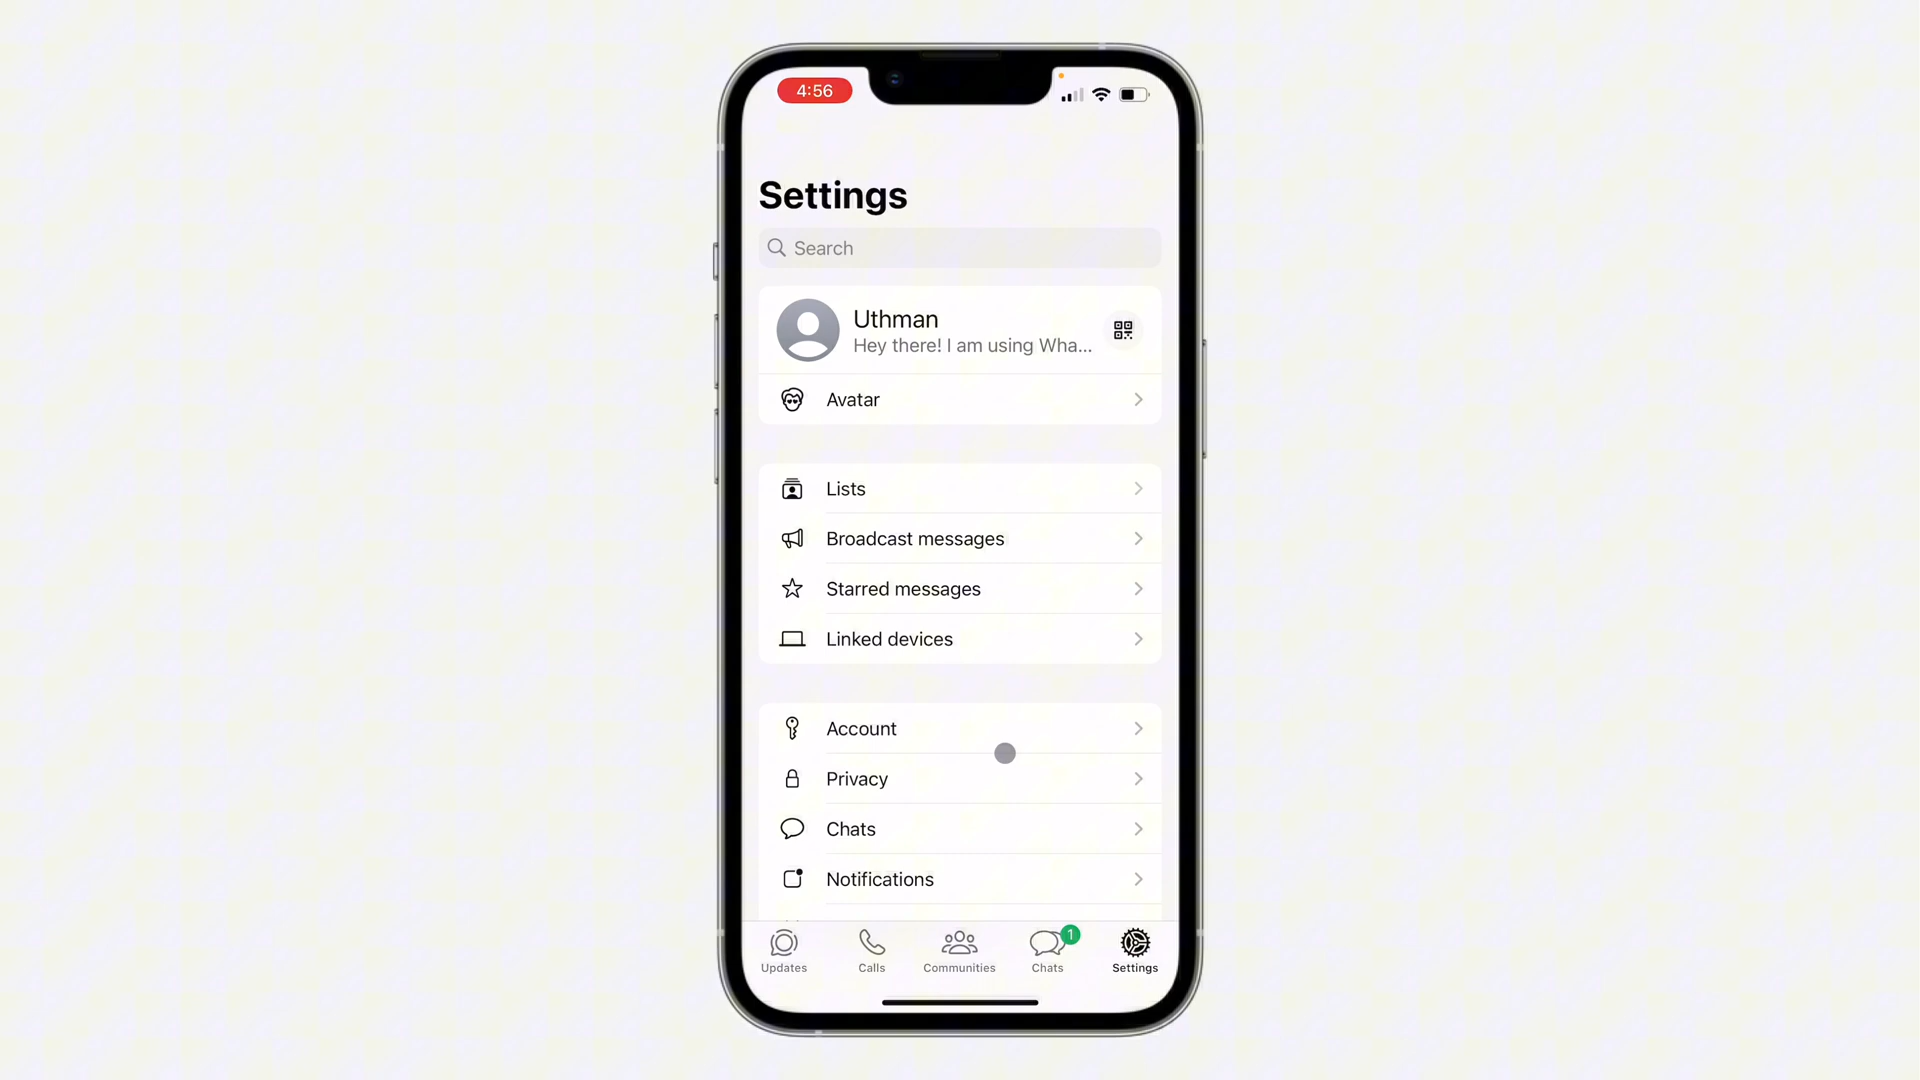 4:56
Settings
Search
Uthman
Hey there! I am using Wha...
Avatar
Lists
Broadcast messages
Starred messages
Linked devices
Account
Privacy
Chats
Notifications
1
Updates
Calls
Communities
Chats
Settings